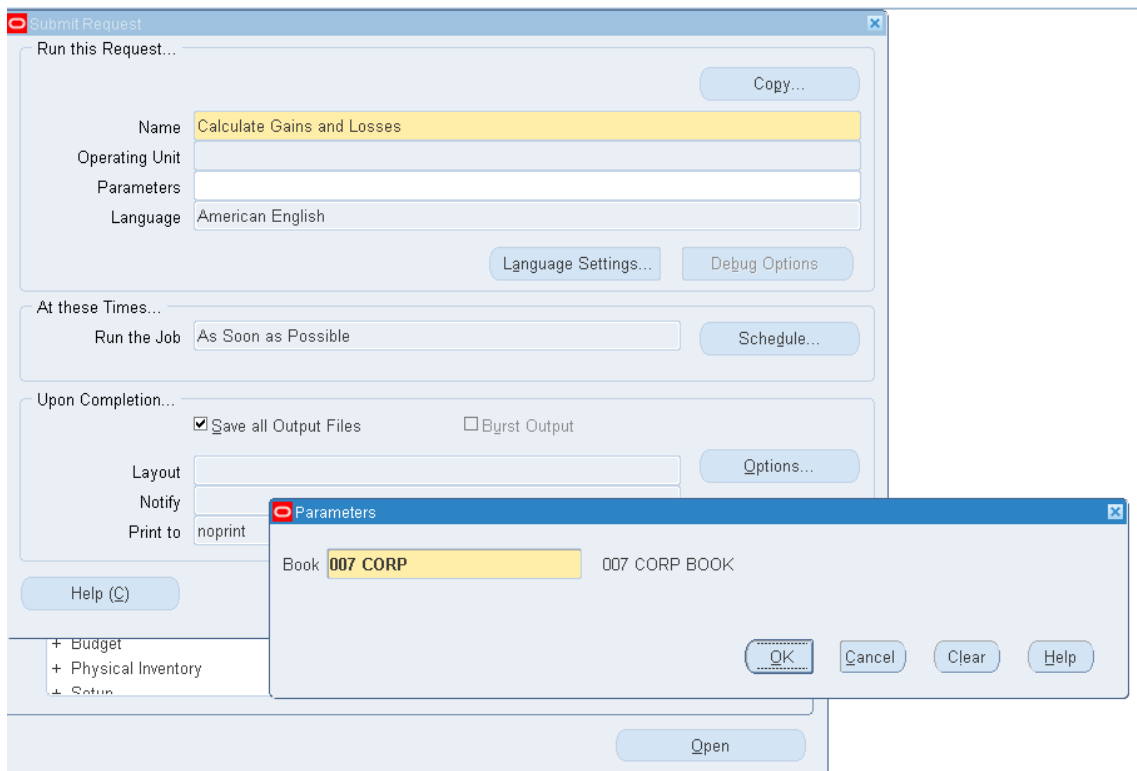 Submit Request
Run this Request...
Copy...
Name Calculate Gains and Losses
Operating Unit
Parameters
Language American English
Language Settings... Debug Options
At these Times...
Run the Job As Soon as Possible Schedule...
Upon Completion...
Save all Output Files Burst Output
Layout Options...
Notify
Print to noprint
Help (C)
Parameters
Book 007 CORP 007 CORP BOOK
OK Cancel Clear Help
+ Budget
+ Physical Inventory
+ Setup
Open